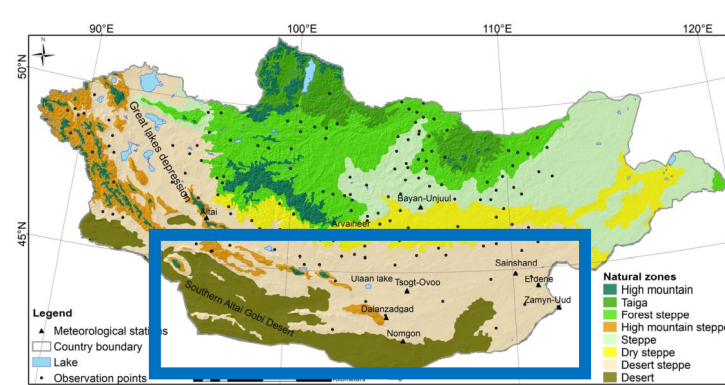 90°E
100°E
110°E
120°E
N
50°N
45°N
Great lakes depression
Altai
Arvaiheer
Bayan-Unjuul
Sainshand
Erdene
Zamyn-Uud
Ulaan lake
Tsogt-Ovoo
Dalanzadgad
Nomgon
Southern Altai Gobi Desert
Legend
Meteorological stations
Country boundary
Lake
Observation points
Natural zones
High mountain
Taiga
Forest steppe
High mountain steppe
Steppe
Dry steppe
Desert steppe
Desert